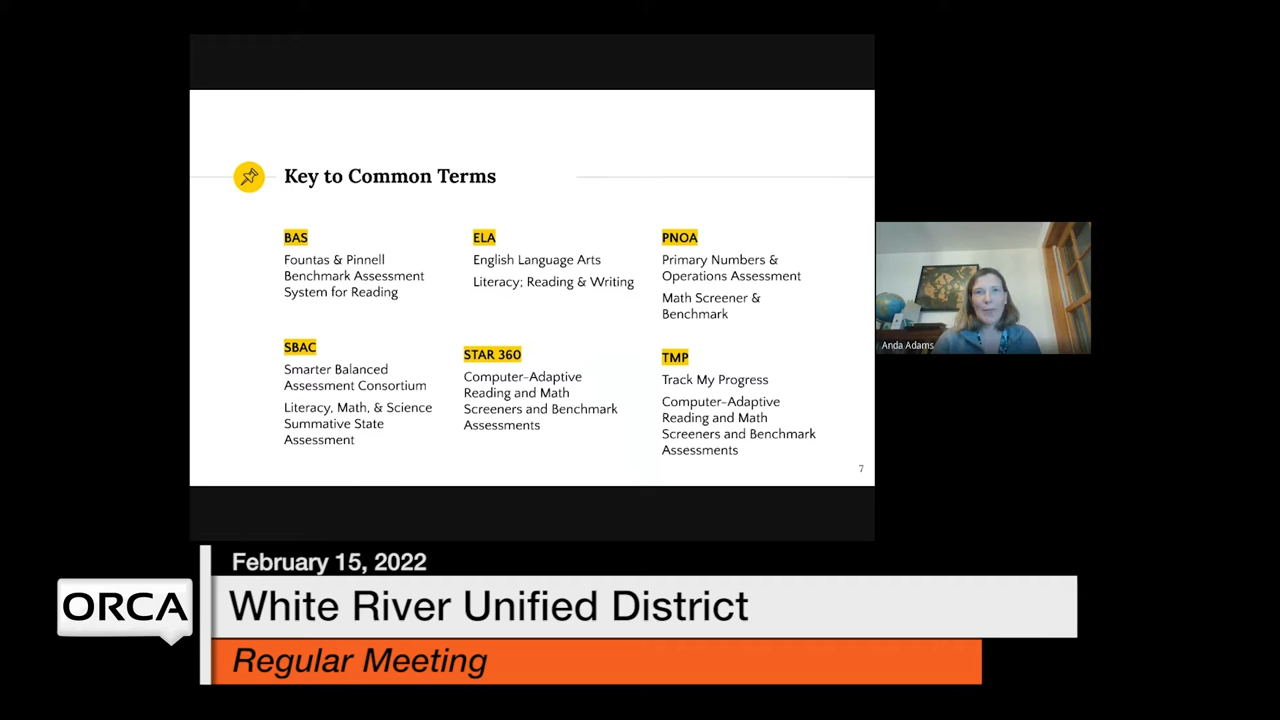 Key to Common Terms
BAS
Fountas & Pinnell
Benchmark Assessment
System for Reading
ELA
English Language Arts
Literacy; Reading & Writing
PNOA
Primary Numbers &
Operations Assessment
Math Screener &
Benchmark
SBAC
Smarter Balanced
Assessment Consortium
Literacy, Math, & Science
Summative State
Assessment
STAR 360
Computer-Adaptive
Reading and Math
Screeners and Benchmark
Assessments
TMP
Track My Progress
Computer-Adaptive
Reading and Math
Screeners and Benchmark
Assessments
7
Anda Adams
February 15, 2022
ORCA
White River Unified District
Regular Meeting